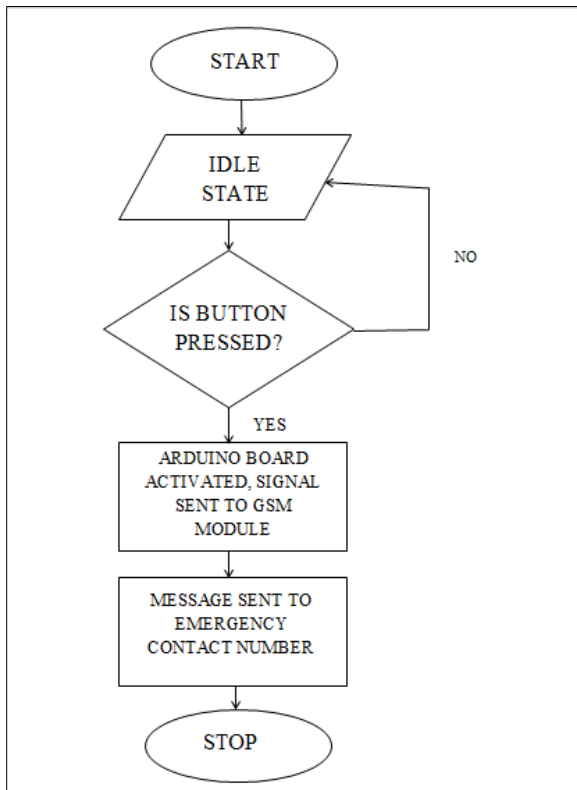 START
IDLE
STATE
NO
IS BUTTON
PRESSED?
YES
ARDUINO BOARD
ACTIVATED, SIGNAL
SENT TO GSM
MODULE
MESSAGE SENT TO
EMERGENCY
CONTACT NUMBER
STOP